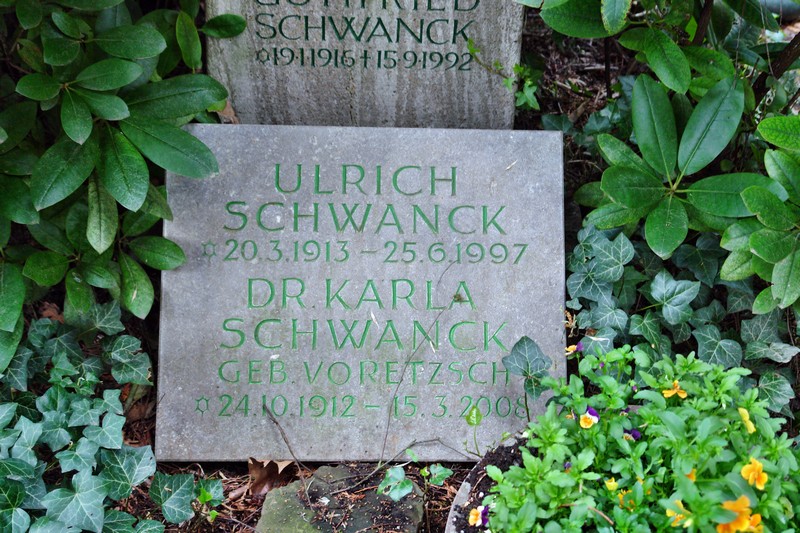 GOTTFRIED
SCHWANCK
¤19.1.1916 † 15.9.1992
ULRICH
SCHWANCK
¤20.3.1913 – 25.6.1997
DR. KARLA
SCHWANCK
GEB. VORETZSCH
¤24.10.1912 – 15.3.2008